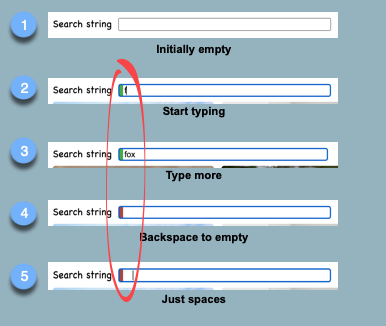 1
Search string
Initially empty
2
Search string f
Start typing
3
Search string fox
Type more
4
Search string
Backspace to empty
5
Search string
Just spaces